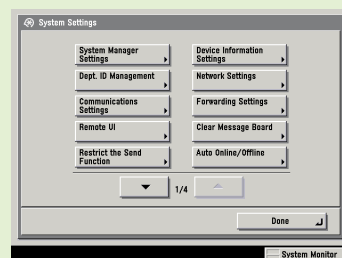 System Settings
System Manager
Settings
Device Information
Settings
Dept. ID Management
Network Settings
Communications
Settings
Forwarding Settings
Remote UI
Clear Message Board
Restrict the Send
Function
Auto Online/Offline
1/4
Done
System Monitor